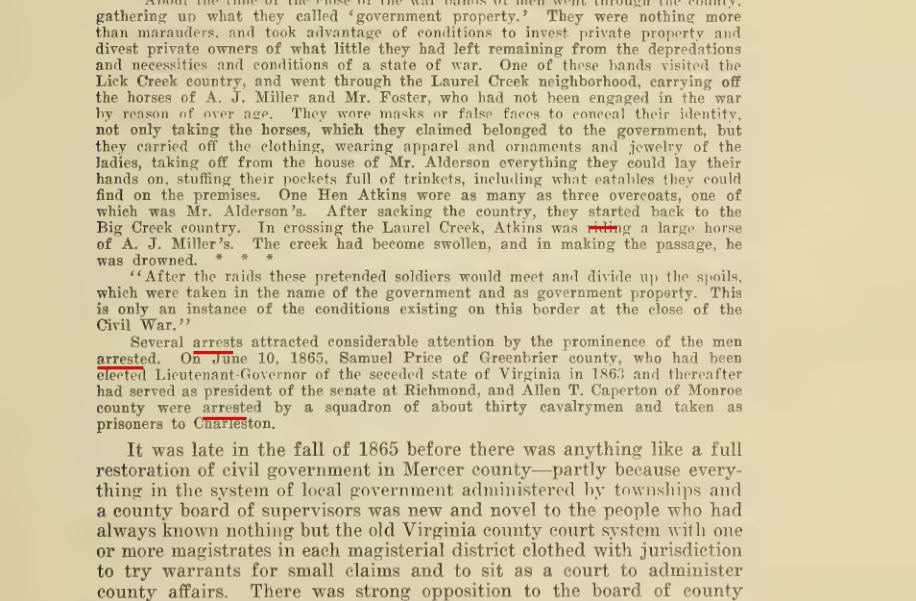 About the time of the close of the war bands of men went through the county,
gathering up what they called 'government property.' They were nothing more
than marauders, and took advantage of conditions to invest private property and
divest private owners of what little they had left remaining from the depredations
and necessities and conditions of a state of war. One of these bands visited the
Lick Creek country, and went through the Laurel Creek neighborhood, carrying off
the horses of A. J. Miller and Mr. Foster, who had not been engaged in the war
by reason of over age. They wore masks or false faces to conceal their identity,
not only taking the horses, which they claimed belonged to the government, but
they carried off the clothing, wearing apparel and ornaments and jewelry of the
ladies, taking off from the house of Mr. Alderson everything they could lay their
hands on, stuffing their pockets full of trinkets, including what eatables they could
find on the premises. One Hen Atkins wore as many as three overcoats, one of
which was Mr. Alderson's. After sacking the country, they started back to the
Big Creek country. In crossing the Laurel Creek, Atkins was riding a large horse
of A. J. Miller's. The creek had become swollen, and in making the passage, he
was drowned. * * *
"After the raids these pretended soldiers would meet and divide up the spoils,
which were taken in the name of the government and as government property. This
is only an instance of the conditions existing on this border at the close of the
Civil War."
Several arrests attracted considerable attention by the prominence of the men
arrested. On June 10, 1865, Samuel Price of Greenbrier county, who had been
elected Lieutenant-Governor of the seceded state of Virginia in 1863 and thereafter
had served as president of the senate at Richmond, and Allen T. Caperton of Monroe
county were arrested by a squadron of about thirty cavalrymen and taken as
prisoners to Charleston.
It was late in the fall of 1865 before there was anything like a full
restoration of civil government in Mercer county—partly because every-
thing in the system of local government administered by townships and
a county board of supervisors was new and novel to the people who had
always known nothing but the old Virginia county court system with one
or more magistrates in each magisterial district clothed with jurisdiction
to try warrants for small claims and to sit as a court to administer
county affairs. There was strong opposition to the board of county